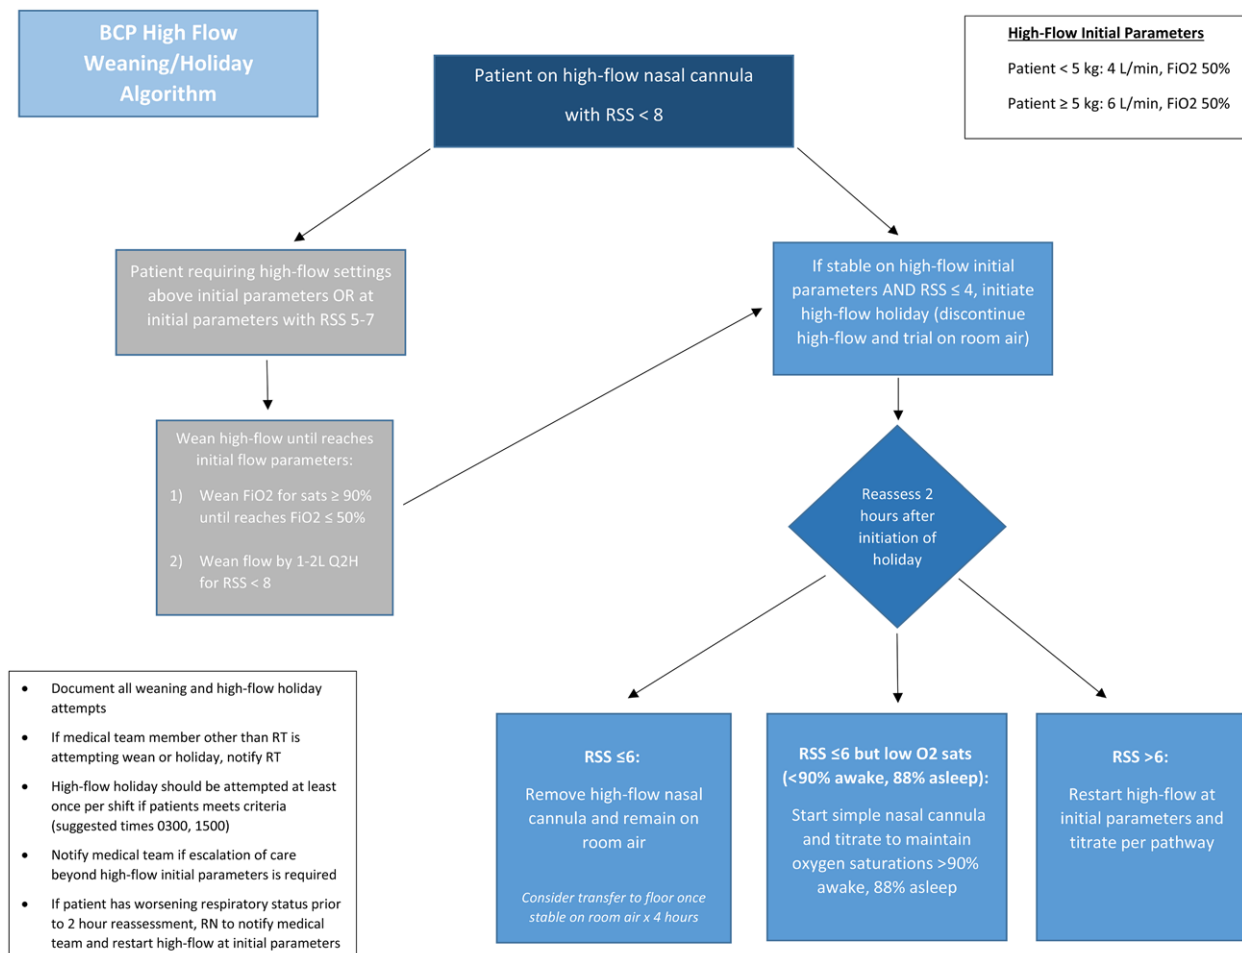 BCP High Flow
Weaning/Holiday
Algorithm
High-Flow Initial Parameters
Patient < 5 kg: 4 L/min, FiO2 50%
Patient ≥ 5 kg: 6 L/min, FiO2 50%
Patient on high-flow nasal cannula
with RSS < 8
Patient requiring high-flow settings
above initial parameters OR at
initial parameters with RSS 5-7
If stable on high-flow initial
parameters AND RSS ≤ 4, initiate
high-flow holiday (discontinue
high-flow and trial on room air)
Wean high-flow until reaches
initial flow parameters:
1) Wean FiO2 for sats ≥ 90%
until reaches FiO2 ≤ 50%
2) Wean flow by 1-2L Q2H
for RSS < 8
Reassess 2
hours after
initiation of
holiday
• Document all weaning and high-flow holiday
attempts
• If medical team member other than RT is
attempting wean or holiday, notify RT
• High-flow holiday should be attempted at least
once per shift if patients meets criteria
(suggested times 0300, 1500)
• Notify medical team if escalation of care
beyond high-flow initial parameters is required
• If patient has worsening respiratory status prior
to 2 hour reassessment, RN to notify medical
team and restart high-flow at initial parameters
RSS ≤6:
Remove high-flow nasal
cannula and remain on
room air
Consider transfer to floor once
stable on room air x 4 hours
RSS ≤6 but low O2 sats
(<90% awake, 88% asleep):
Start simple nasal cannula
and titrate to maintain
oxygen saturations >90%
awake, 88% asleep
RSS >6:
Restart high-flow at
initial parameters and
titrate per pathway